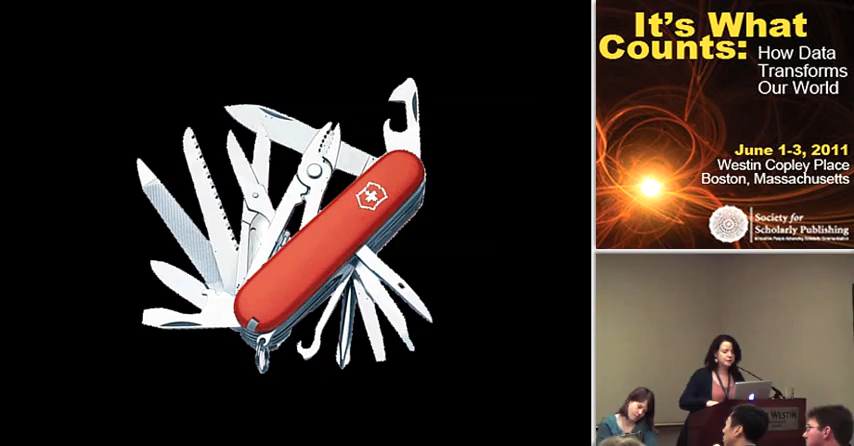 It's What
Counts:
How Data
Transforms
Our World
June 1-3, 2011
Westin Copley Place
Boston, Massachusetts
Society for
Scholarly Publishing
WESTIN